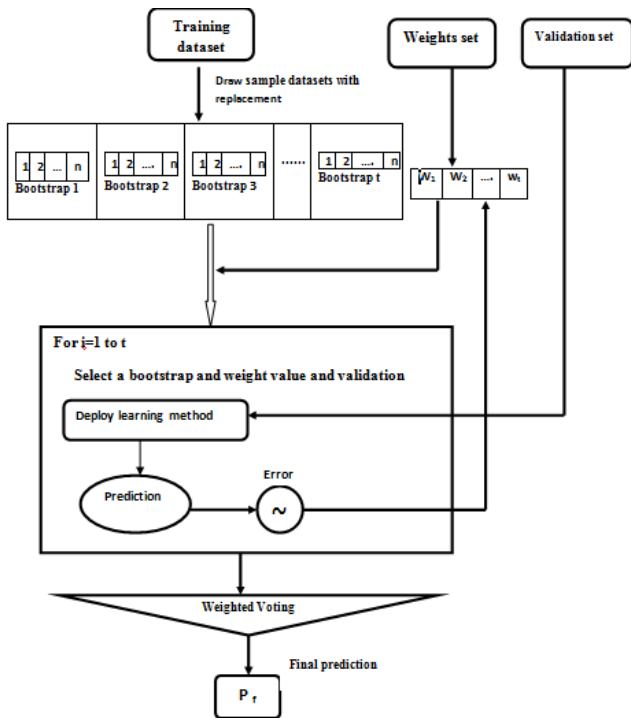 Training
dataset
Weights set
Validation set
Draw sample datasets with
replacement
1 2 ... n
Bootstrap 1
1 2 ...., n
Bootstrap 2
1 2 ...., n
Bootstrap 3
......
1 2 ...., n
Bootstrap t
W₁ W₂ ...., wₜ
For i=1 to t
Select a bootstrap and weight value and validation
Deploy learning method
Prediction
Error
~
Weighted Voting
Final prediction
P f